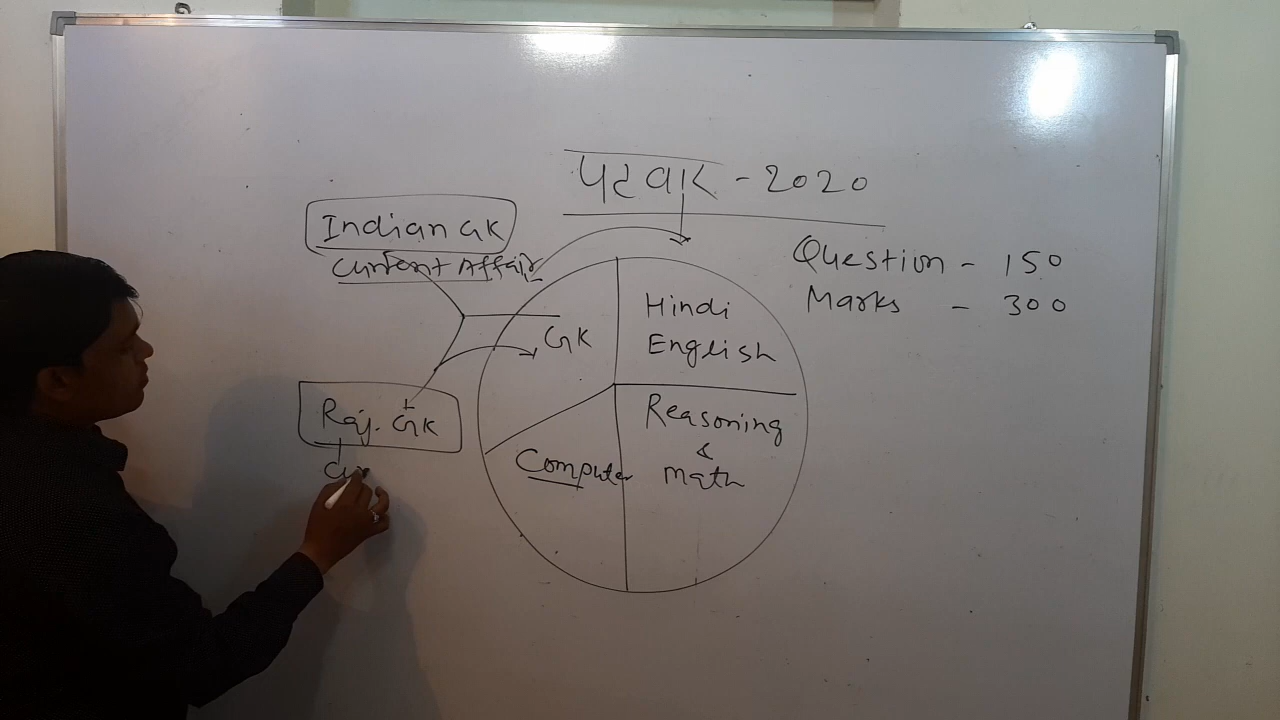 पटवार - 2020
Indian GK
Current Affair
Question - 150
Marks - 300
Hindi
English
GK
Raj. GK
Reasoning
&
Math
Computer